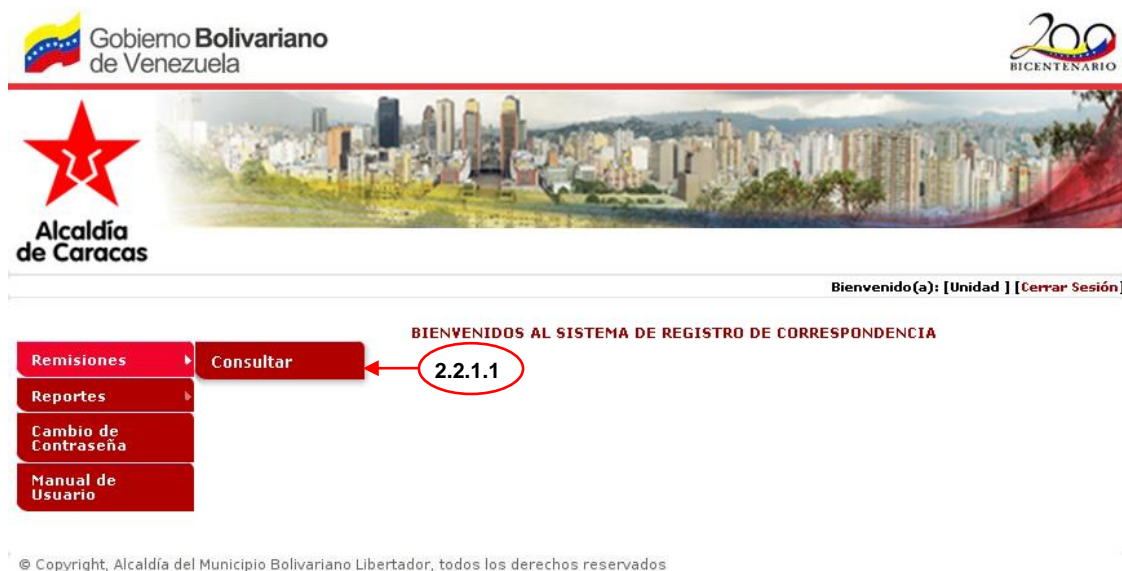 Gobierno Bolivariano
de Venezuela
200
BICENTENARIO
Alcaldía
de Caracas
Bienvenido(a): [Unidad ] [Cerrar Sesión]
BIENVENIDOS AL SISTEMA DE REGISTRO DE CORRESPONDENCIA
Remisiones
Consultar
2.2.1.1
Reportes
Cambio de
Contraseña
Manual de
Usuario
© Copyright, Alcaldía del Municipio Bolivariano Libertador, todos los derechos reservados